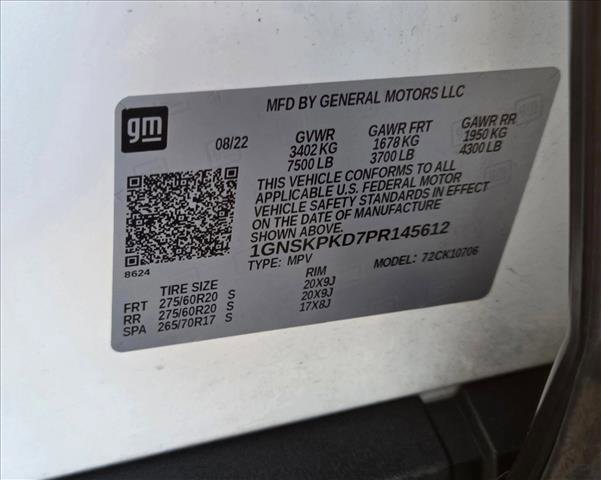 MFD BY GENERAL MOTORS LLC
gm
08/22 GVWR GAWR FRT GAWR RR
3402 KG 1678 KG 1950 KG
7500 LB 3700 LB 4300 LB
THIS VEHICLE CONFORMS TO ALL
APPLICABLE U.S. FEDERAL MOTOR
VEHICLE SAFETY STANDARDS IN EFFECT
ON THE DATE OF MANUFACTURE
SHOWN ABOVE.
1GNSKPKD7PR145612
TYPE: MPV MODEL: 72CK10706
8624
TIRE SIZE RIM
FRT 275/60R20 S 20X9J
RR 275/60R20 S 20X9J
SPA 265/70R17 S 17X8J